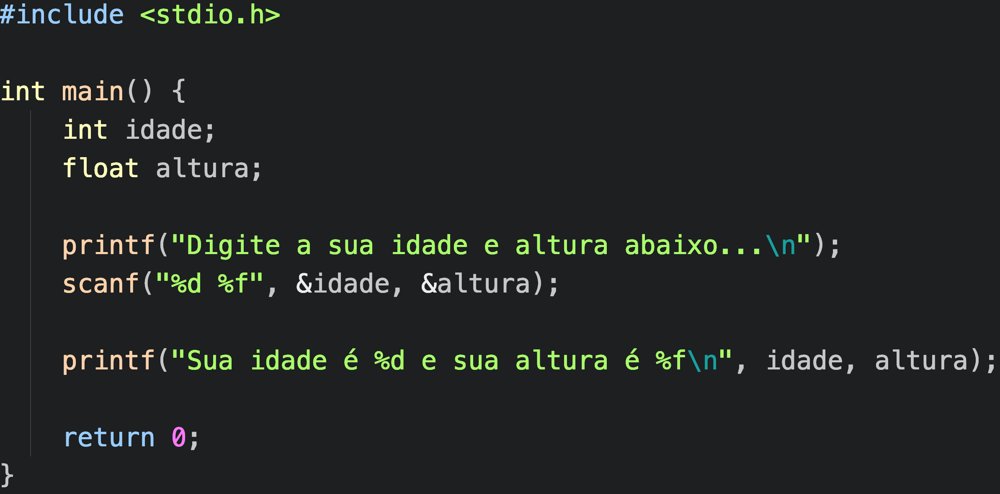 #include <stdio.h>
int main() {
    int idade;
    float altura;
    printf("Digite a sua idade e altura abaixo...\n");
    scanf("%d %f", &idade, &altura);
    printf("Sua idade é %d e sua altura é %f\n", idade, altura);
    return 0;
}